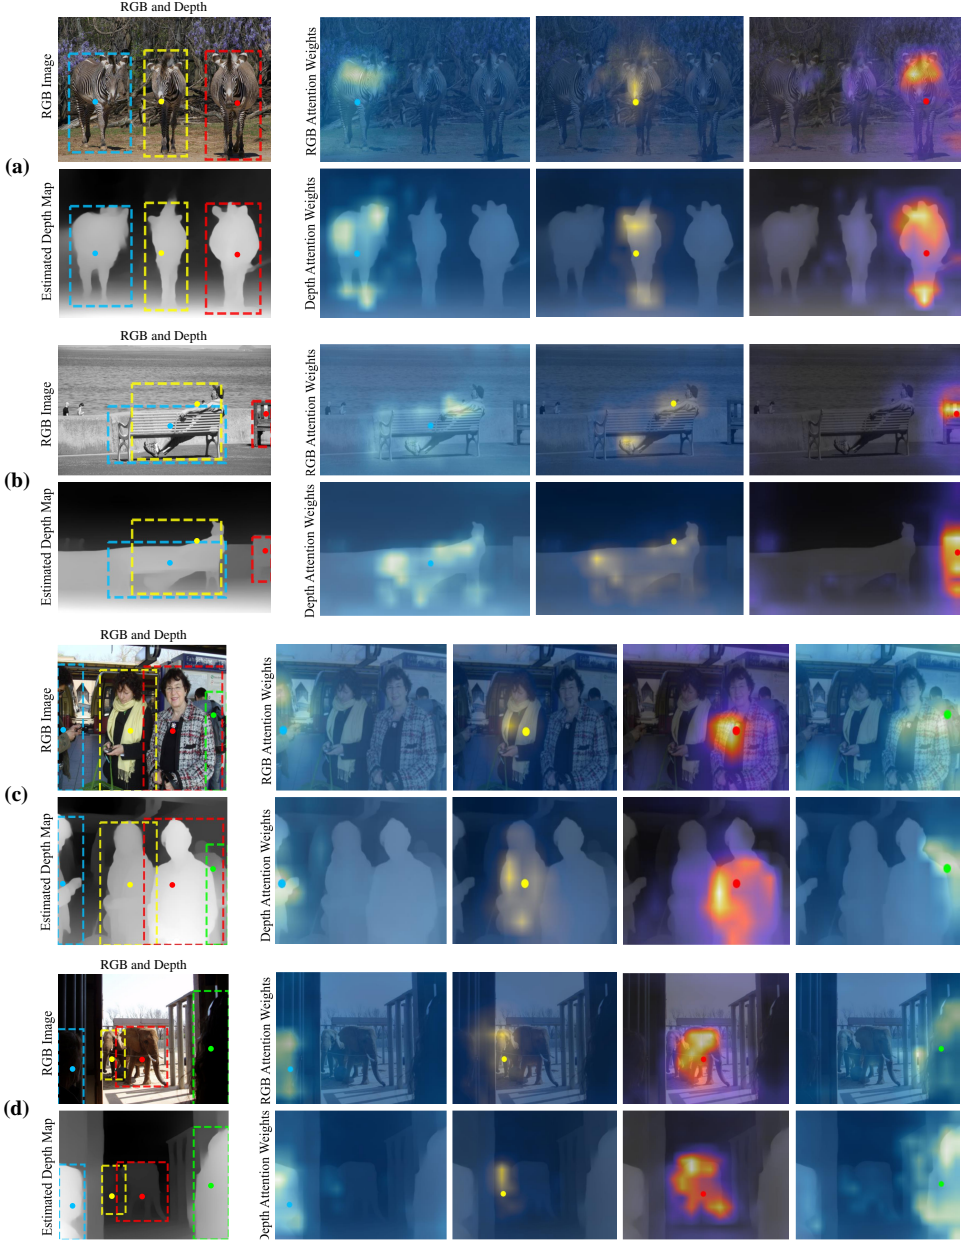 RGB and Depth
RGB Image
RGB Attention Weights
(a)
Estimated Depth Map
Depth Attention Weights
RGB and Depth
RGB Image
RGB Attention Weights
(b)
Estimated Depth Map
Depth Attention Weights
RGB and Depth
RGB Image
RGB Attention Weights
(c)
Estimated Depth Map
Depth Attention Weights
RGB and Depth
RGB Image
RGB Attention Weights
(d)
Estimated Depth Map
Depth Attention Weights